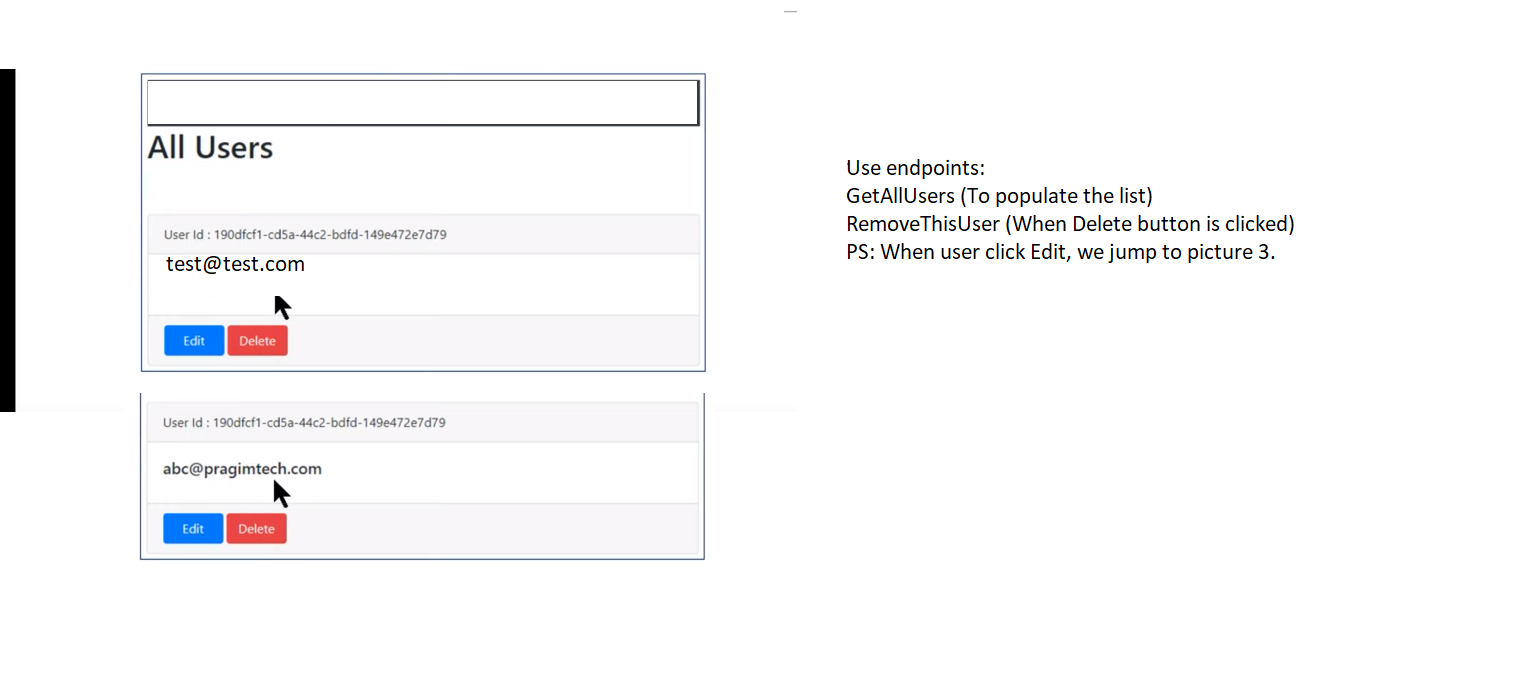 All Users
User Id : 190dfcf1-cd5a-44c2-bdfd-149e472e7d79
test@test.com
Edit Delete
User Id : 190dfcf1-cd5a-44c2-bdfd-149e472e7d79
abc@pragimtech.com
Edit Delete
Use endpoints:
GetAllUsers (To populate the list)
RemoveThisUser (When Delete button is clicked)
PS: When user click Edit, we jump to picture 3.